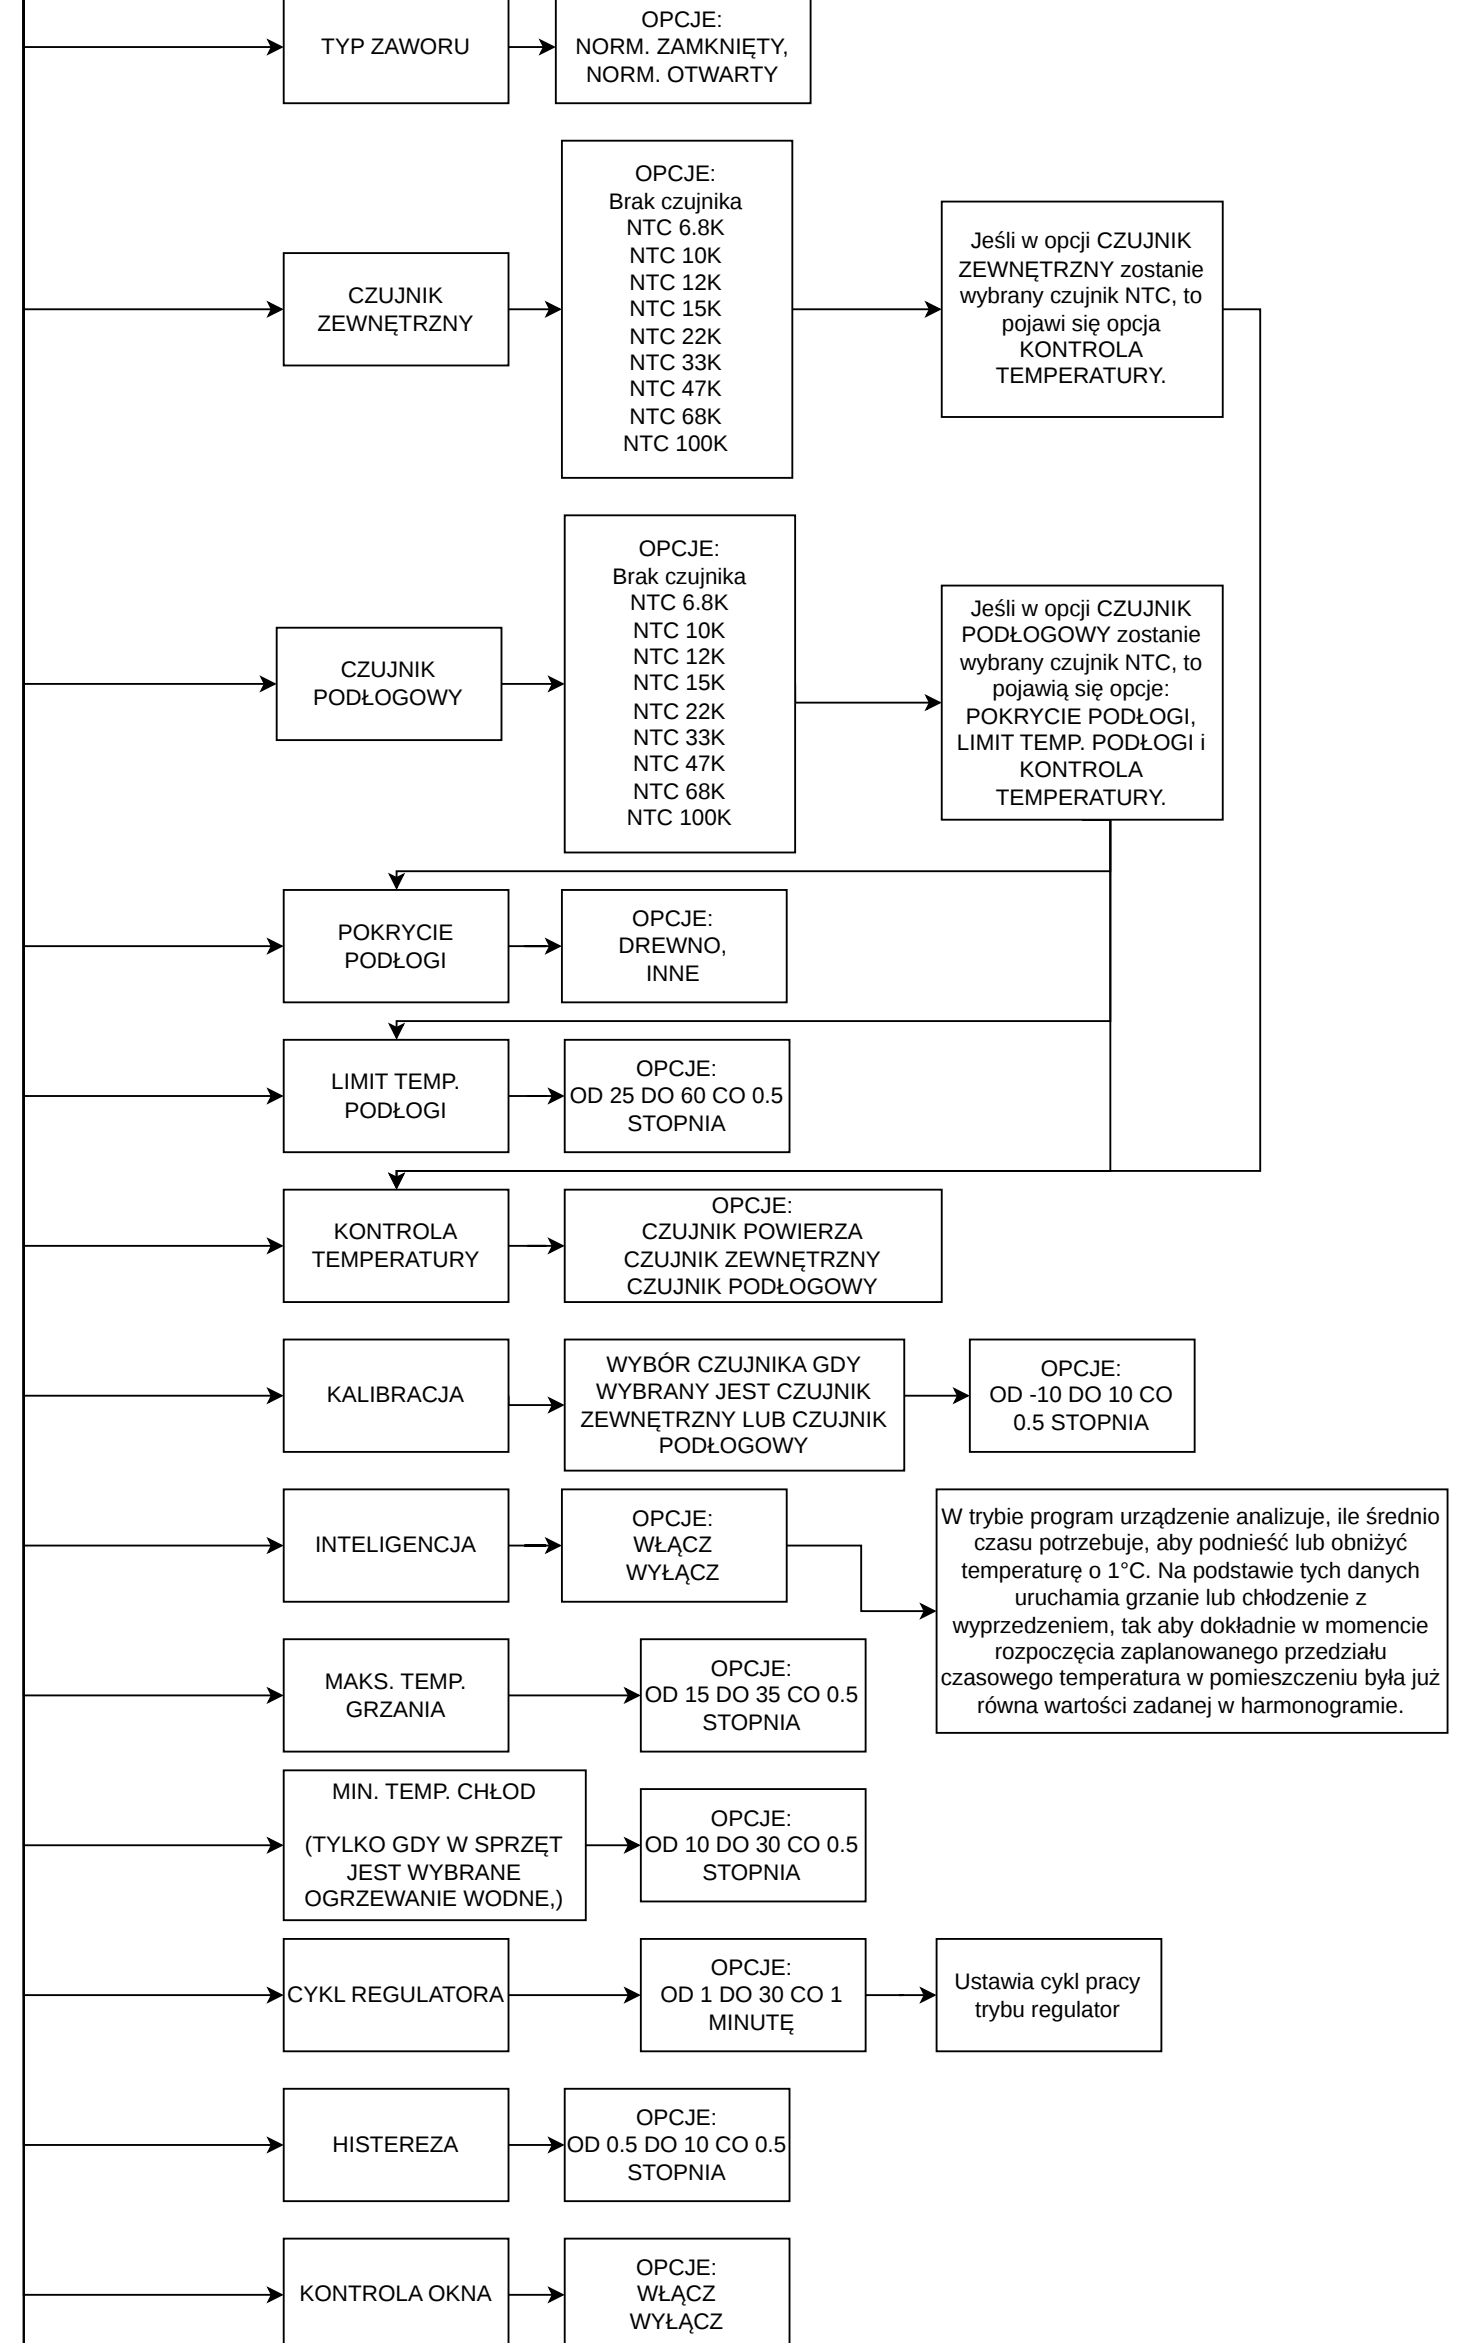 TYP ZAWORU
OPCJE:
NORM. ZAMKNIĘTY,
NORM. OTWARTY
CZUJNIK
ZEWNĘTRZNY
OPCJE:
Brak czujnika
NTC 6.8K
NTC 10K
NTC 12K
NTC 15K
NTC 22K
NTC 33K
NTC 47K
NTC 68K
NTC 100K
Jeśli w opcji CZUJNIK
ZEWNĘTRZNY zostanie
wybrany czujnik NTC, to
pojawi się opcja
KONTROLA
TEMPERATURY.
CZUJNIK
PODŁOGOWY
OPCJE:
Brak czujnika
NTC 6.8K
NTC 10K
NTC 12K
NTC 15K
NTC 22K
NTC 33K
NTC 47K
NTC 68K
NTC 100K
Jeśli w opcji CZUJNIK
PODŁOGOWY zostanie
wybrany czujnik NTC, to
pojawią się opcje:
POKRYCIE PODŁOGI,
LIMIT TEMP. PODŁOGI i
KONTROLA
TEMPERATURY.
POKRYCIE
PODŁOGI
OPCJE:
DREWNO,
INNE
LIMIT TEMP.
PODŁOGI
OPCJE:
OD 25 DO 60 CO 0.5
STOPNIA
KONTROLA
TEMPERATURY
OPCJE:
CZUJNIK POWIERZA
CZUJNIK ZEWNĘTRZNY
CZUJNIK PODŁOGOWY
KALIBRACJA
WYBÓR CZUJNIKA GDY
WYBRANY JEST CZUJNIK
ZEWNĘTRZNY LUB CZUJNIK
PODŁOGOWY
OPCJE:
OD -10 DO 10 CO
0.5 STOPNIA
INTELIGENCJA
OPCJE:
WŁĄCZ
WYŁĄCZ
W trybie program urządzenie analizuje, ile średnio
czasu potrzebuje, aby podnieść lub obniżyć
temperaturę o 1°C. Na podstawie tych danych
uruchamia grzanie lub chłodzenie z
wyprzedzeniem, tak aby dokładnie w momencie
rozpoczęcia zaplanowanego przedziału
czasowego temperatura w pomieszczeniu była już
równa wartości zadanej w harmonogramie.
MAKS. TEMP.
GRZANIA
OPCJE:
OD 15 DO 35 CO 0.5
STOPNIA
MIN. TEMP. CHŁOD
(TYLKO GDY W SPRZĘT
JEST WYBRANE
OGRZEWANIE WODNE,)
OPCJE:
OD 10 DO 30 CO 0.5
STOPNIA
CYKL REGULATORA
OPCJE:
OD 1 DO 30 CO 1
MINUTĘ
Ustawia cykl pracy
trybu regulator
HISTEREZA
OPCJE:
OD 0.5 DO 10 CO 0.5
STOPNIA
KONTROLA OKNA
OPCJE:
WŁĄCZ
WYŁĄCZ